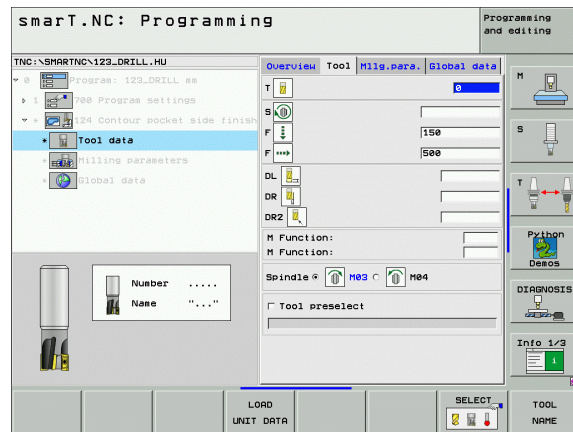 smarT.NC: Programming
Programming and editing
TNC:\SMARTNC\123_DRILL.HU
0 Program: 123_DRILL mm
1 700 Program settings
124 Contour pocket side finish
* Tool data
* Milling parameters
* Global data
Number .....
Name "..."
Overview Tool Mllg.para. Global data
T 0
S
F 150
F 500
DL
DR
DR2
M Function:
M Function:
Spindle M03 M04
Tool preselect
M
S
T
Python Demos
DIAGNOSIS
Info 1/3
LOAD UNIT DATA
SELECT
TOOL NAME